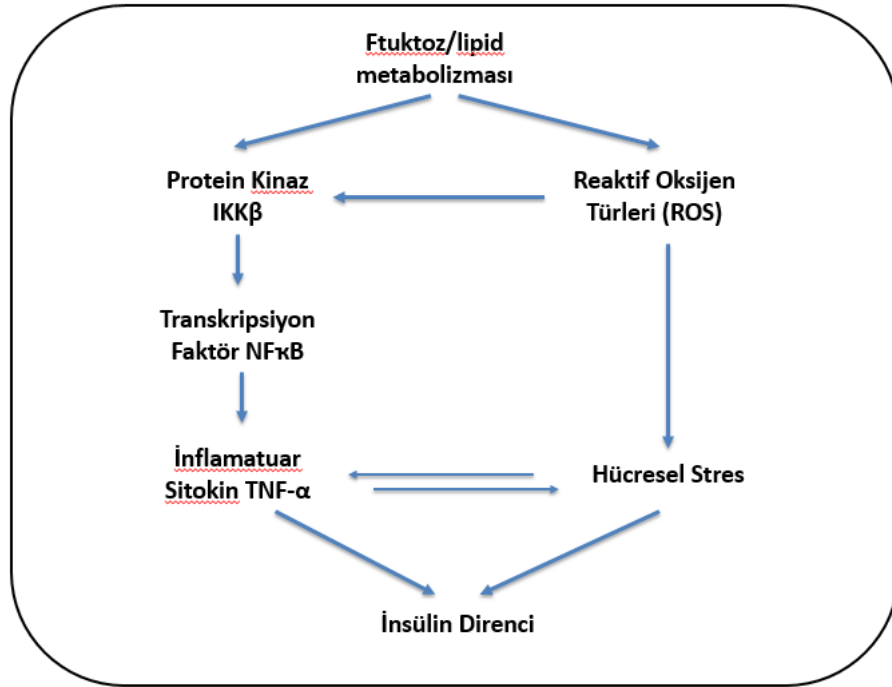 Ftuktoz/lipid
metabolizması
Protein Kinaz
IKKβ
Reaktif Oksijen
Türleri (ROS)
Transkripsiyon
Faktör NFκB
İnflamatuar
Sitokin TNF-α
Hücresel Stres
İnsülin Direnci